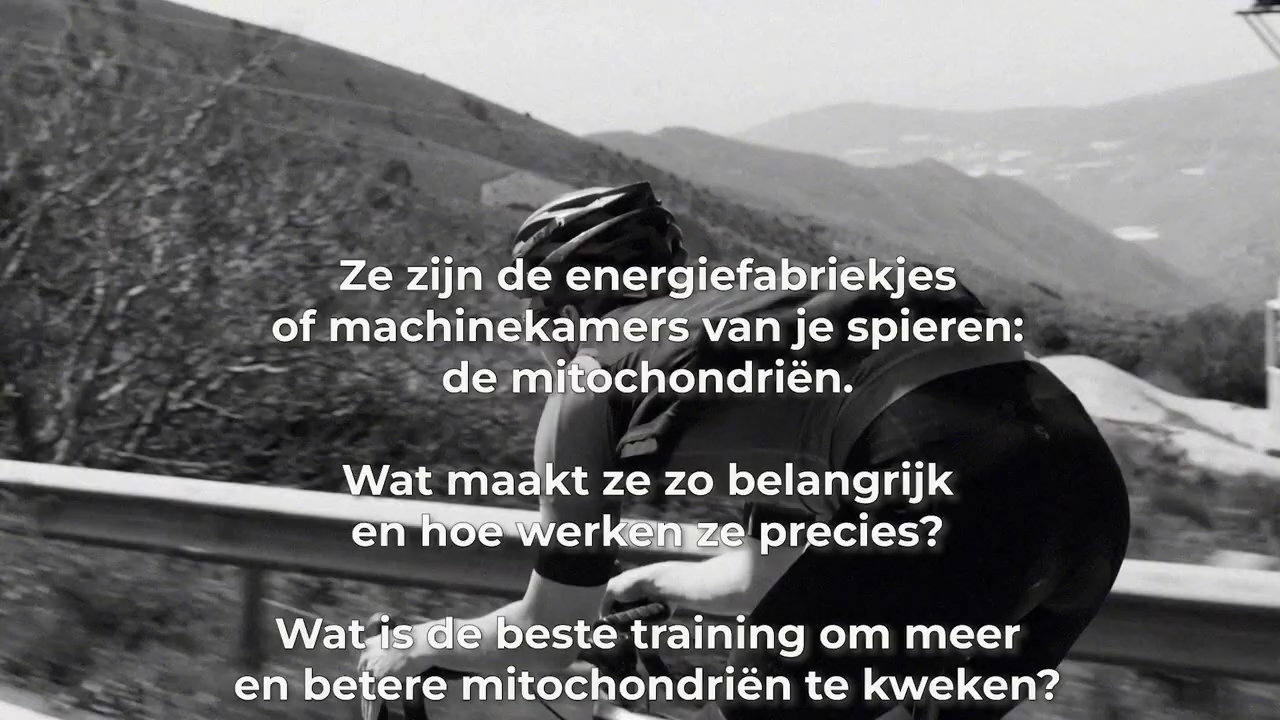 Ze zijn de energiefabriekjes
of machinekamers van je spieren:
de mitochondriën.
Wat maakt ze zo belangrijk
en hoe werken ze precies?
Wat is de beste training om meer
en betere mitochondriën te kweken?